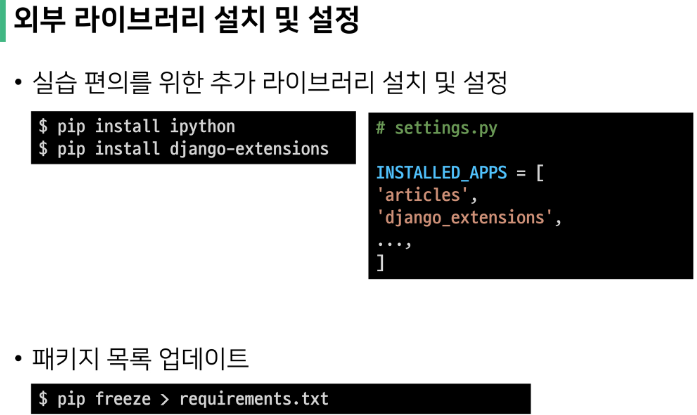 외부 라이브러리 설치 및 설정
• 실습 편의를 위한 추가 라이브러리 설치 및 설정
$ pip install ipython
$ pip install django-extensions
# settings.py
INSTALLED_APPS = [
'articles',
'django_extensions',
...,
]
• 패키지 목록 업데이트
$ pip freeze > requirements.txt